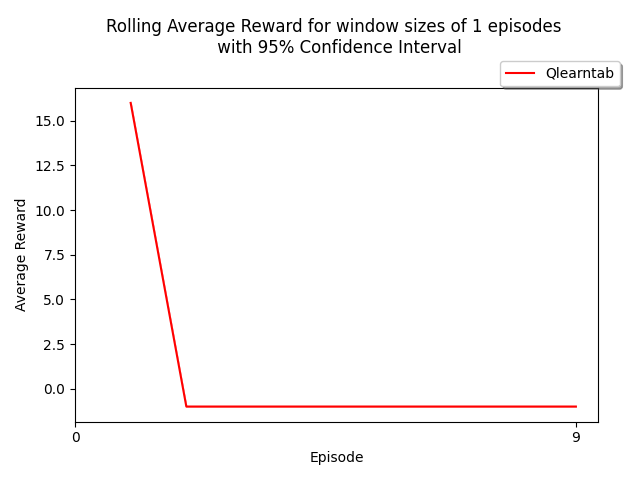 Rolling Average Reward for window sizes of 1 episodes
with 95% Confidence Interval
Qlearntab
15.0
12.5
10.0
7.5
5.0
2.5
0.0
Average Reward
0
9
Episode